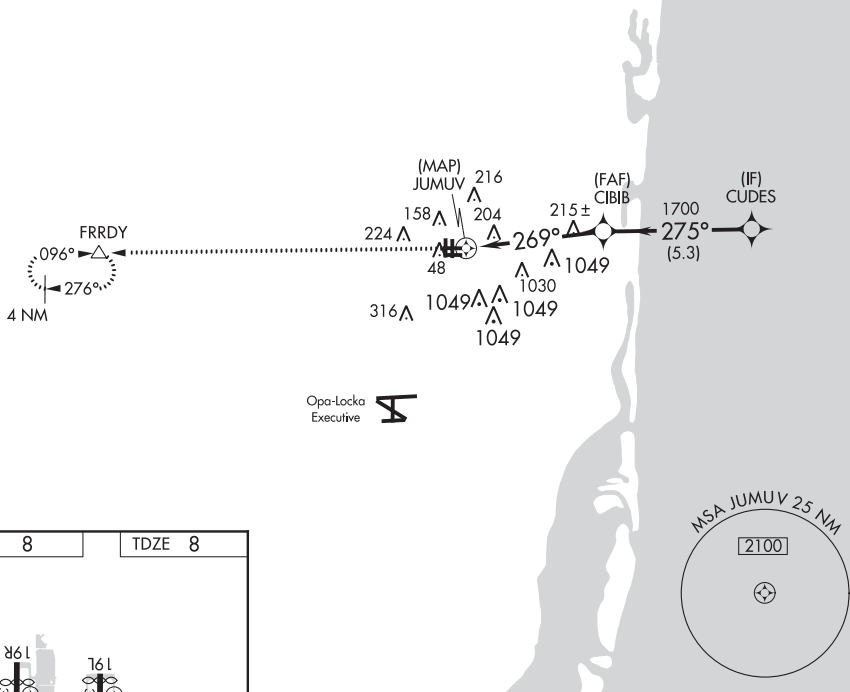 (MAP)
JUMUV
216
(FAF)
CIBIB
(IF)
CUDES
158
204
215±
1700
FRRDY
224
269°
275°
096°
(5.3)
48
1049
276°
1030
4 NM
1049
1049
316
1049
Opa-Locka
Executive
MSA JUMUV 25 NM
8
TDZE 8
2100
19R
19L